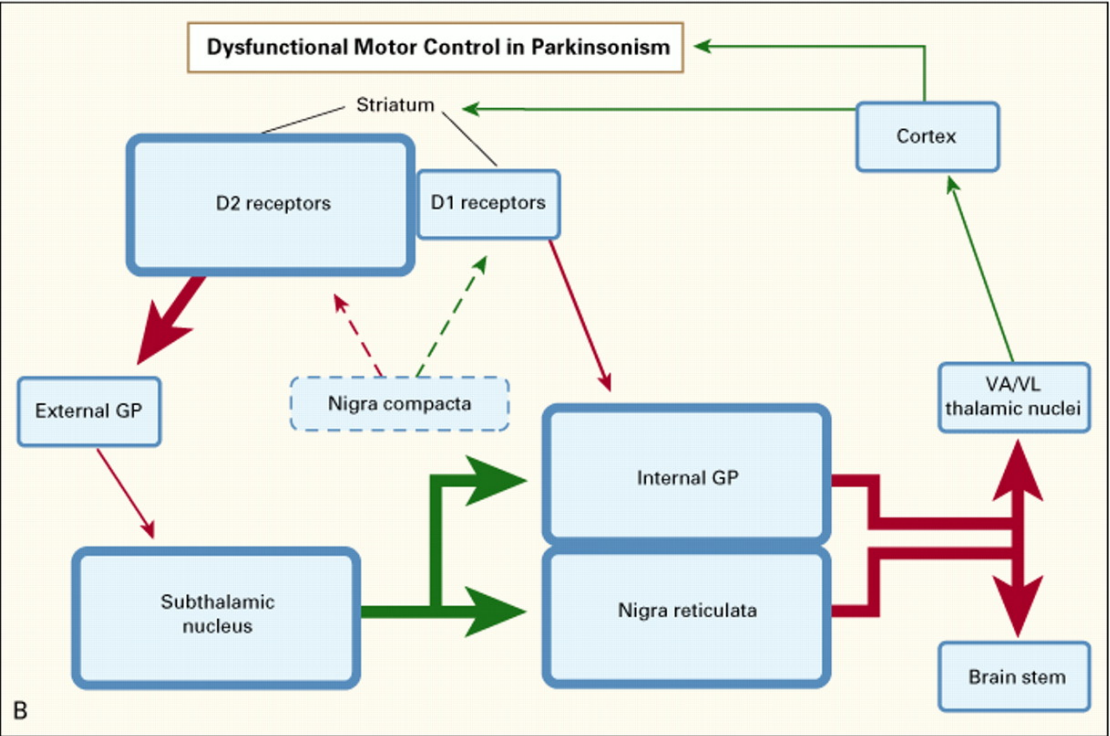 Dysfunctional Motor Control in Parkinsonism
Striatum
Cortex
D2 receptors
D1 receptors
External GP
Nigra compacta
VA/VL
thalamic nuclei
Internal GP
Subthalamic
nucleus
Nigra reticulata
Brain stem
B